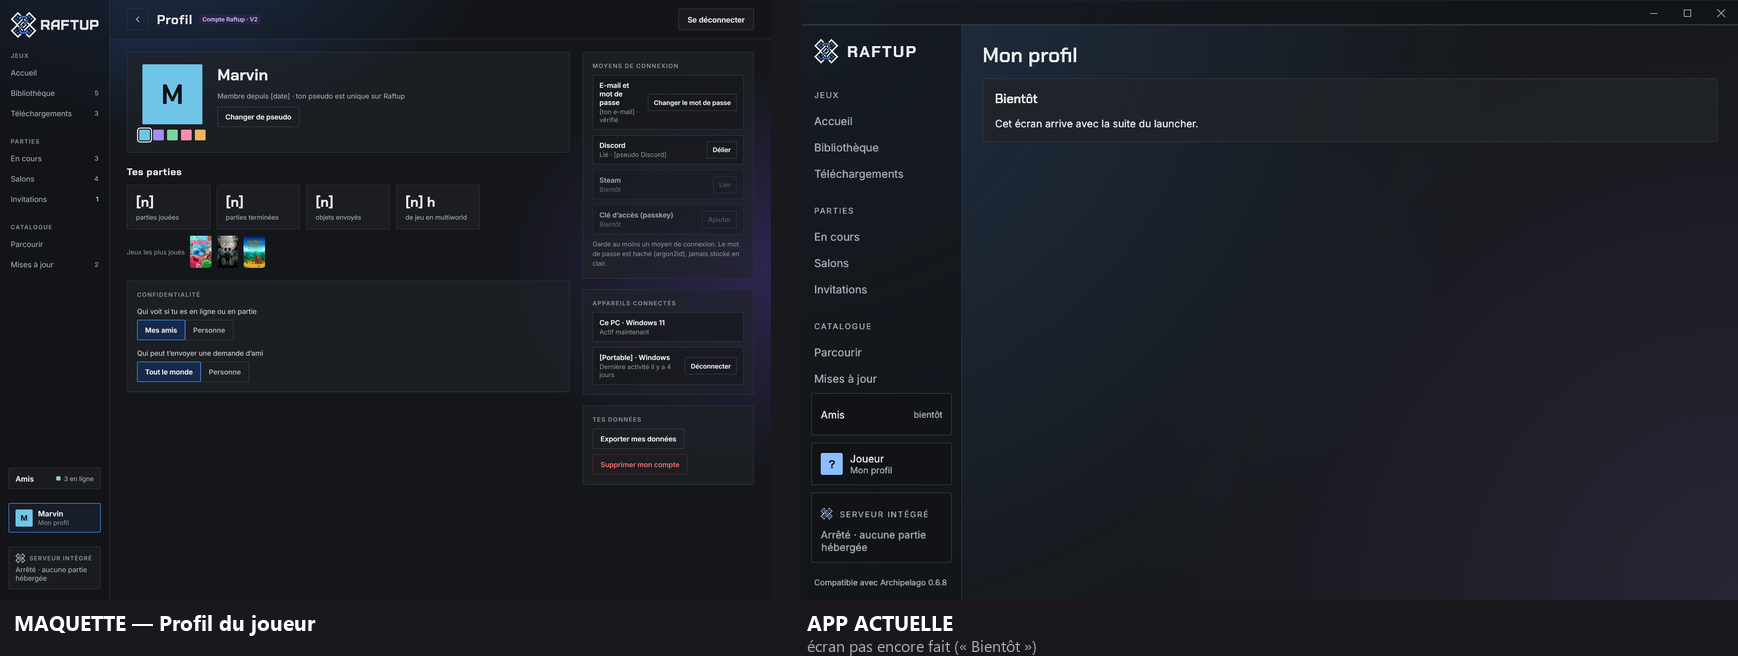 RAFTUP
JEUX
Accueil
Bibliothèque 5
Téléchargements 3
PARTIES
En cours 3
Salons 4
Invitations 1
CATALOGUE
Parcourir
Mises à jour 2
Amis 3 en ligne
M Marvin
Mon profil
SERVEUR INTÉGRÉ
Arrêté · aucune partie
hébergée
Profil Compte Raftup · V2 Se déconnecter
M
Marvin
Membre depuis [date] · ton pseudo est unique sur Raftup
Changer de pseudo
Tes parties
[n]
parties jouées
[n]
parties terminées
[n]
objets envoyés
[n] h
de jeu en multiworld
Jeux les plus joués
CONFIDENTIALITÉ
Qui voit si tu es en ligne ou en partie
Mes amis Personne
Qui peut t'envoyer une demande d'ami
Tout le monde Personne
MOYENS DE CONNEXION
E-mail et
mot de
passe
[ton e-mail] ·
vérifié
Changer le mot de passe
Discord
Lié · [pseudo Discord]
Délier
Steam
Bientôt
Lier
Clé d'accès (passkey)
Bientôt
Ajouter
Garde au moins un moyen de connexion. Le mot
de passe est haché (argon2id), jamais stocké en
clair.
APPAREILS CONNECTÉS
Ce PC · Windows 11
Actif maintenant
[Portable] · Windows
Dernière activité il y a 4
jours
Déconnecter
TES DONNÉES
Exporter mes données
Supprimer mon compte
MAQUETTE — Profil du joueur
RAFTUP
JEUX
Accueil
Bibliothèque
Téléchargements
PARTIES
En cours
Salons
Invitations
CATALOGUE
Parcourir
Mises à jour
Amis bientôt
? Joueur
Mon profil
SERVEUR INTÉGRÉ
Arrêté · aucune partie
hébergée
Compatible avec Archipelago 0.6.8
Mon profil
Bientôt
Cet écran arrive avec la suite du launcher.
APP ACTUELLE
écran pas encore fait (« Bientôt »)